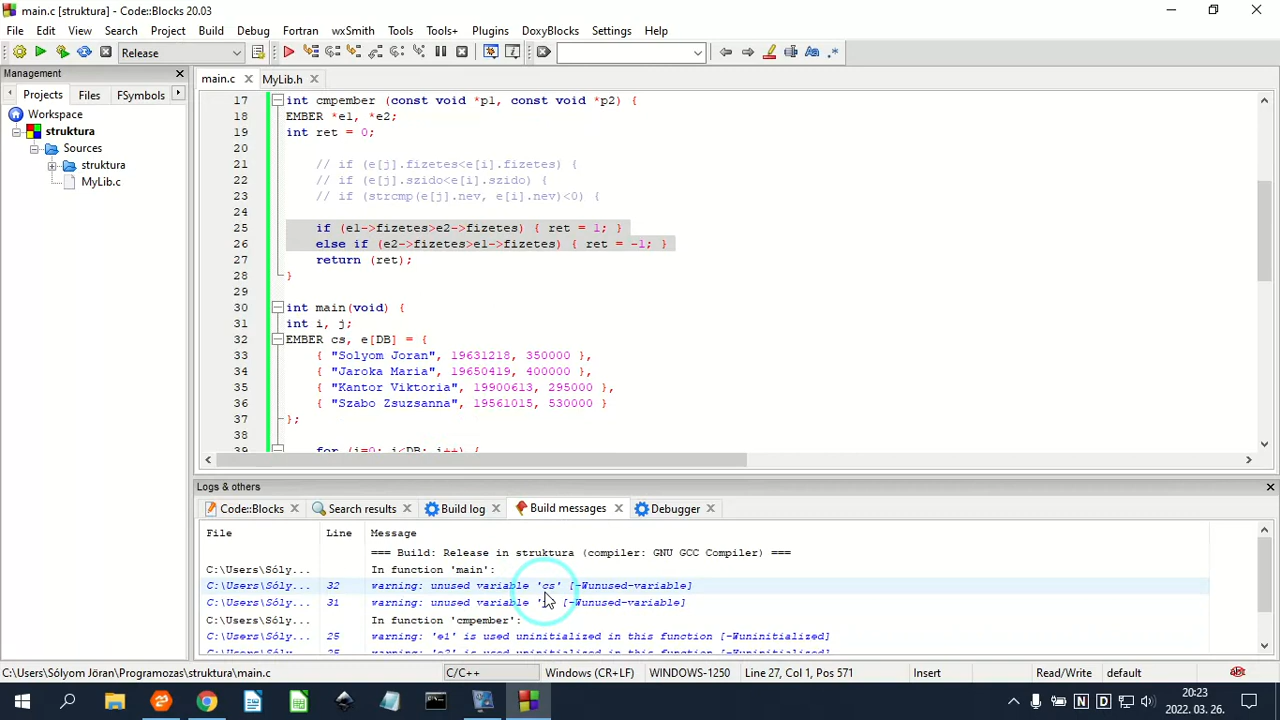 main.c [struktura] - Code::Blocks 20.03
File Edit View Search Project Build Debug Fortran wxSmith Tools Tools+ Plugins DoxyBlocks Settings Help
Release
Management
Projects Files FSymbols
Workspace
struktura
Sources
struktura
MyLib.c
main.c MyLib.h
17 int cmpember (const void *p1, const void *p2) {
18 EMBER *e1, *e2;
19 int ret = 0;
20
21 // if (e[j].fizetes<e[i].fizetes) {
22 // if (e[j].szido<e[i].szido) {
23 // if (strcmp(e[j].nev, e[i].nev)<0) {
24
25 if (e1->fizetes>e2->fizetes) { ret = 1; }
26 else if (e2->fizetes>e1->fizetes) { ret = -1; }
27 return (ret);
28 }
29
30 int main(void) {
31 int i, j;
32 EMBER cs, e[DB] = {
33 { "Solyom Joran", 19631218, 350000 },
34 { "Jaroka Maria", 19650419, 400000 },
35 { "Kantor Viktoria", 19900613, 295000 },
36 { "Szabo Zsuzsanna", 19561015, 530000 }
37 };
38
39 for (i=0; i<DB; i++) {
Logs & others
Code::Blocks Search results Build log Build messages Debugger
File Line Message
=== Build: Release in struktura (compiler: GNU GCC Compiler) ===
C:\Users\Sóly... In function 'main':
C:\Users\Sóly... 32 warning: unused variable 'cs' [-Wunused-variable]
C:\Users\Sóly... 31 warning: unused variable [-Wunused-variable]
C:\Users\Sóly... In function 'cmpember':
C:\Users\Sóly... 25 warning: 'e1' is used uninitialized in this function [-Wuninitialized]
C:\Users\Sóly... 25 warning: 'e2' is used uninitialized in this function [-Wuninitialized]
C:\Users\Sólyom Jöran\Programozas\struktura\main.c C/C++ Windows (CR+LF) WINDOWS-1250 Line 27, Col 1, Pos 571 Insert Read/Write default
20:23
2022. 03. 26.